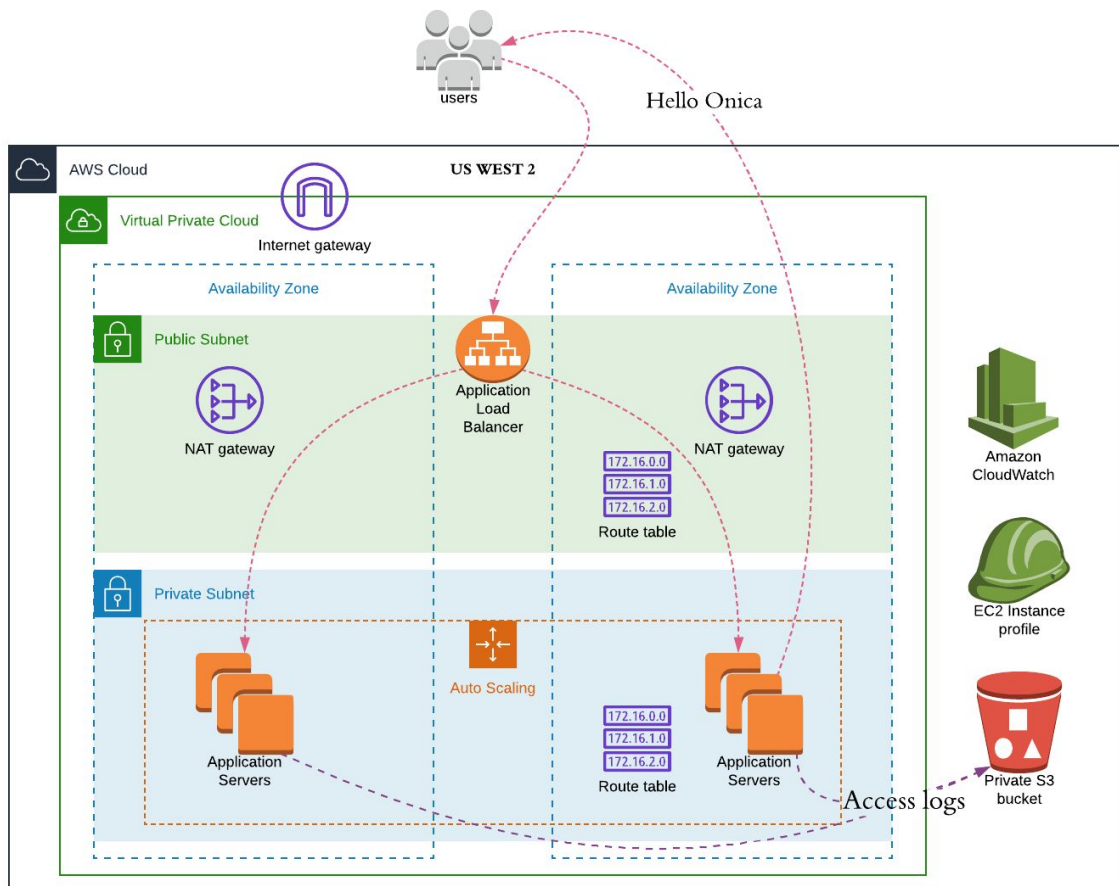 users
Hello Onica
AWS Cloud
US WEST 2
Virtual Private Cloud
Internet gateway
Availability Zone
Availability Zone
Public Subnet
Application
Load
Balancer
NAT gateway
NAT gateway
172.16.0.0
172.16.1.0
172.16.2.0
Route table
Amazon
CloudWatch
Private Subnet
EC2 Instance
profile
Auto Scaling
172.16.0.0
172.16.1.0
172.16.2.0
Route table
Application
Servers
Application
Servers
Access logs
Private S3
bucket